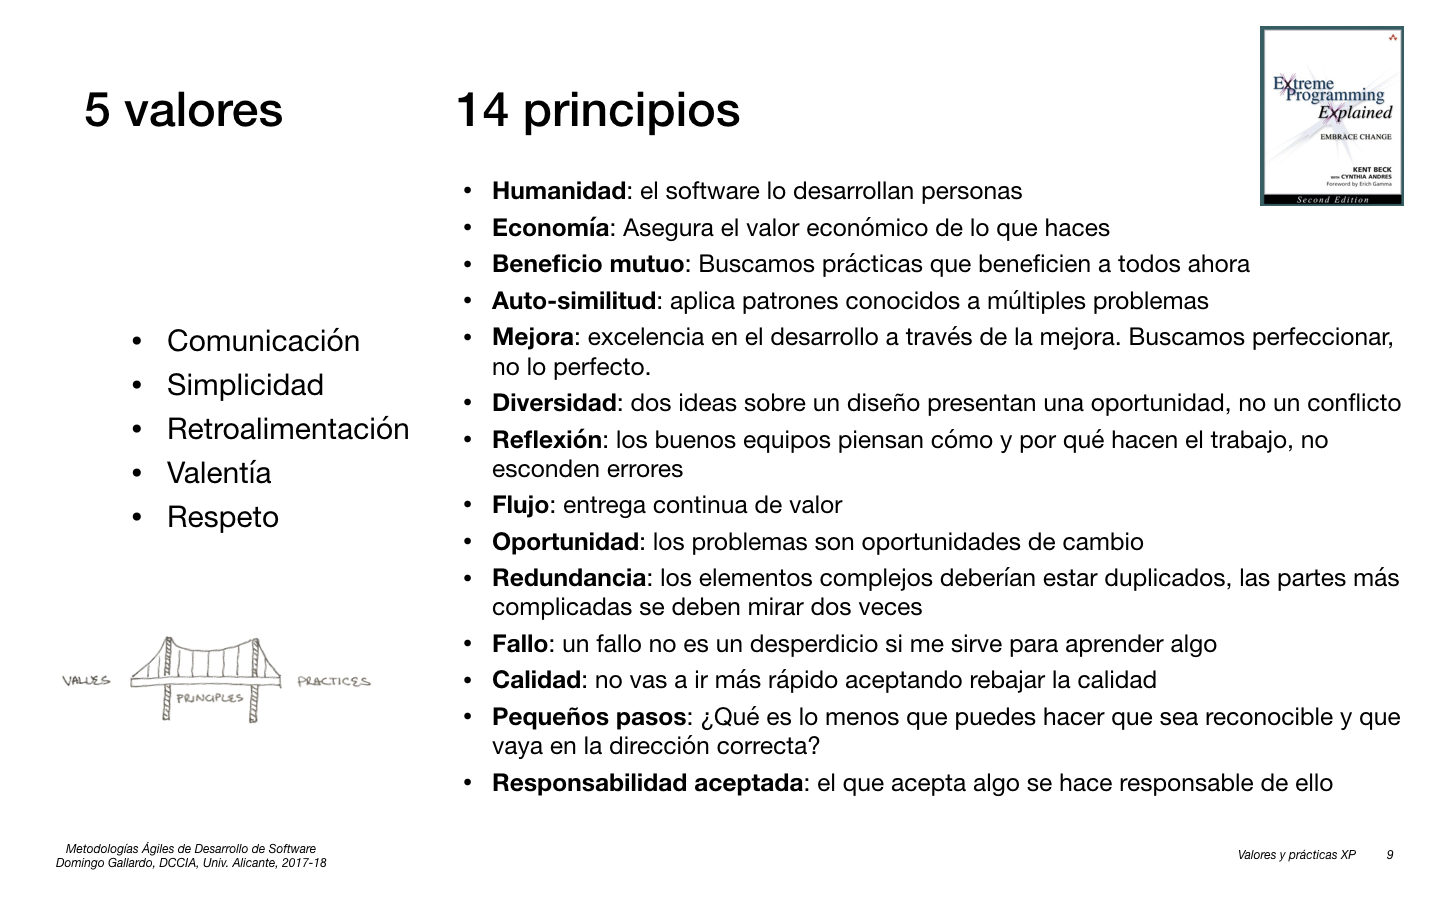 5 valores
14 principios
Extreme
Programming
Explained
EMBRACE CHANGE
KENT BECK
WITH CYNTHIA ANDRES
Foreword by Erich Gamma
Second Edition
• Comunicación
• Simplicidad
• Retroalimentación
• Valentía
• Respeto
VALUES
PRINCIPLES
PRACTICES
• Humanidad: el software lo desarrollan personas
• Economía: Asegura el valor económico de lo que haces
• Beneficio mutuo: Buscamos prácticas que beneficien a todos ahora
• Auto-similitud: aplica patrones conocidos a múltiples problemas
• Mejora: excelencia en el desarrollo a través de la mejora. Buscamos perfeccionar,
no lo perfecto.
• Diversidad: dos ideas sobre un diseño presentan una oportunidad, no un conflicto
• Reflexión: los buenos equipos piensan cómo y por qué hacen el trabajo, no
esconden errores
• Flujo: entrega continua de valor
• Oportunidad: los problemas son oportunidades de cambio
• Redundancia: los elementos complejos deberían estar duplicados, las partes más
complicadas se deben mirar dos veces
• Fallo: un fallo no es un desperdicio si me sirve para aprender algo
• Calidad: no vas a ir más rápido aceptando rebajar la calidad
• Pequeños pasos: ¿Qué es lo menos que puedes hacer que sea reconocible y que
vaya en la dirección correcta?
• Responsabilidad aceptada: el que acepta algo se hace responsable de ello
Metodologías Ágiles de Desarrollo de Software
Domingo Gallardo, DCCIA, Univ. Alicante, 2017-18
Valores y prácticas XP 9